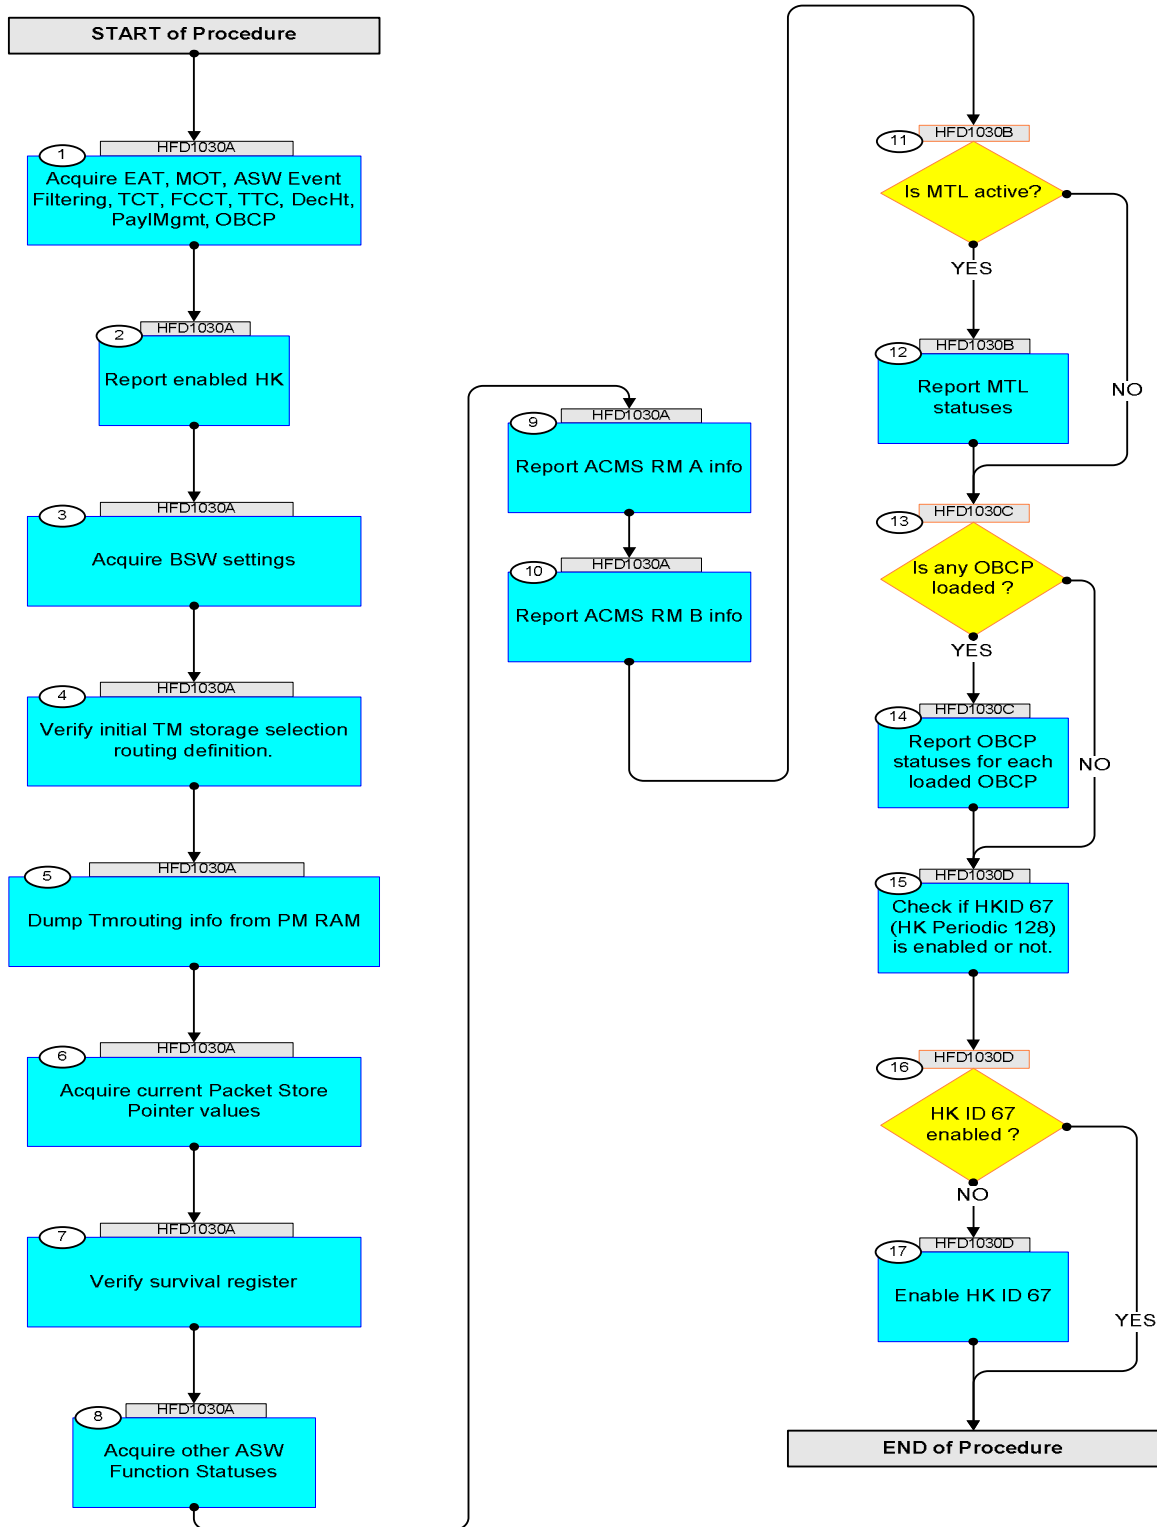 START of Procedure
HFD1030A
1
Acquire EAT, MOT, ASW Event
Filtering, TCT, FCCT, TTC, DecHt,
PaylMgmt, OBCP
HFD1030A
2
Report enabled HK
HFD1030A
3
Acquire BSW settings
HFD1030A
4
Verify initial TM storage selection
routing definition.
HFD1030A
5
Dump Tmrouting info from PM RAM
HFD1030A
6
Acquire current Packet Store
Pointer values
HFD1030A
7
Verify survival register
HFD1030A
8
Acquire other ASW
Function Statuses
HFD1030A
9
Report ACMS RM A info
HFD1030A
10
Report ACMS RM B info
HFD1030B
11
Is MTL active?
YES
NO
HFD1030B
12
Report MTL
statuses
HFD1030C
13
Is any OBCP
loaded ?
YES
NO
HFD1030C
14
Report OBCP
statuses for each
loaded OBCP
HFD1030D
15
Check if HKID 67
(HK Periodic 128)
is enabled or not.
HFD1030D
16
HK ID 67
enabled ?
NO
YES
HFD1030D
17
Enable HK ID 67
END of Procedure